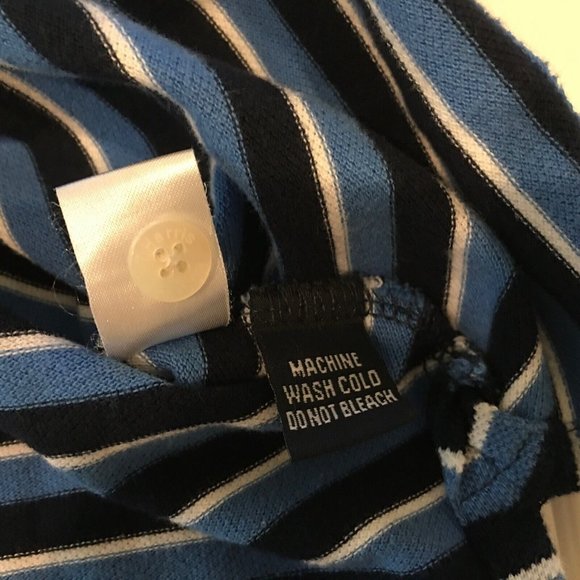 MACHINE
WASH COLD
DO NOT BLEACH